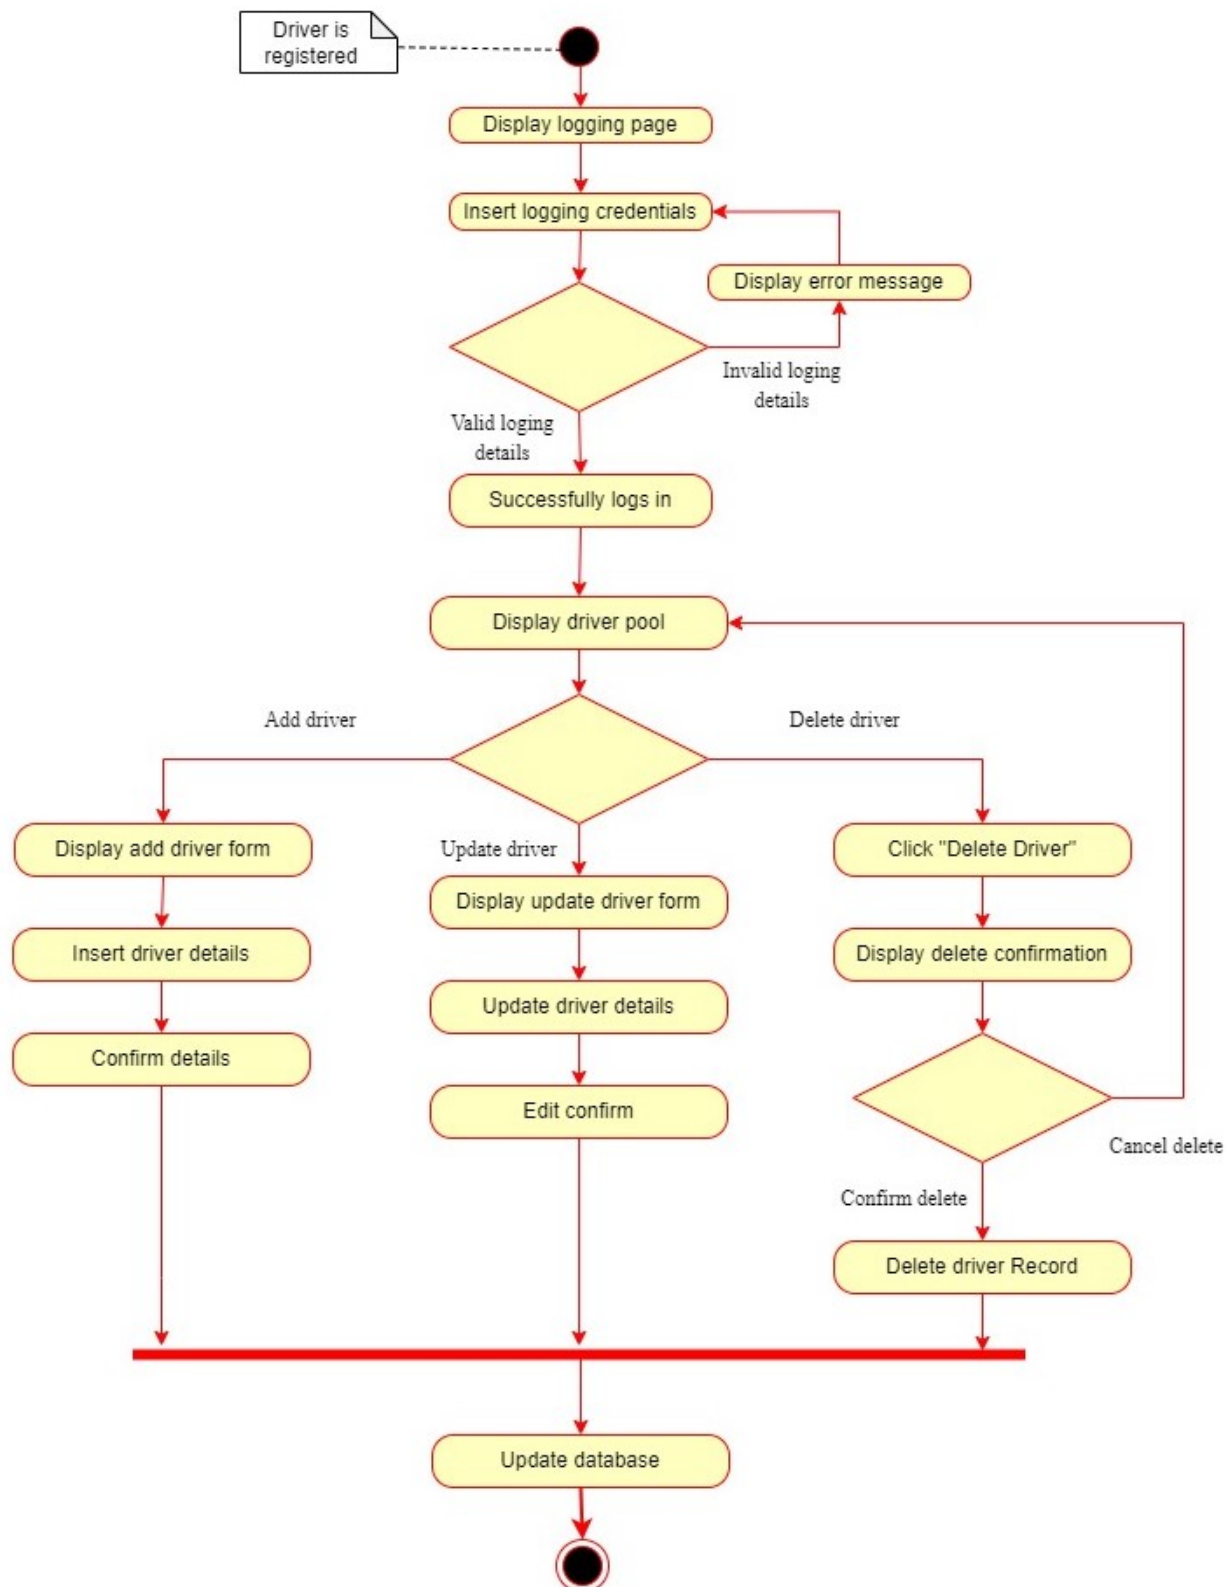 Driver is
registered
Display logging page
Insert logging credentials
Display error message
Invalid loging
details
Valid loging
details
Successfully logs in
Display driver pool
Add driver
Delete driver
Display add driver form
Update driver
Click "Delete Driver"
Display update driver form
Insert driver details
Display delete confirmation
Update driver details
Confirm details
Edit confirm
Cancel delete
Confirm delete
Delete driver Record
Update database